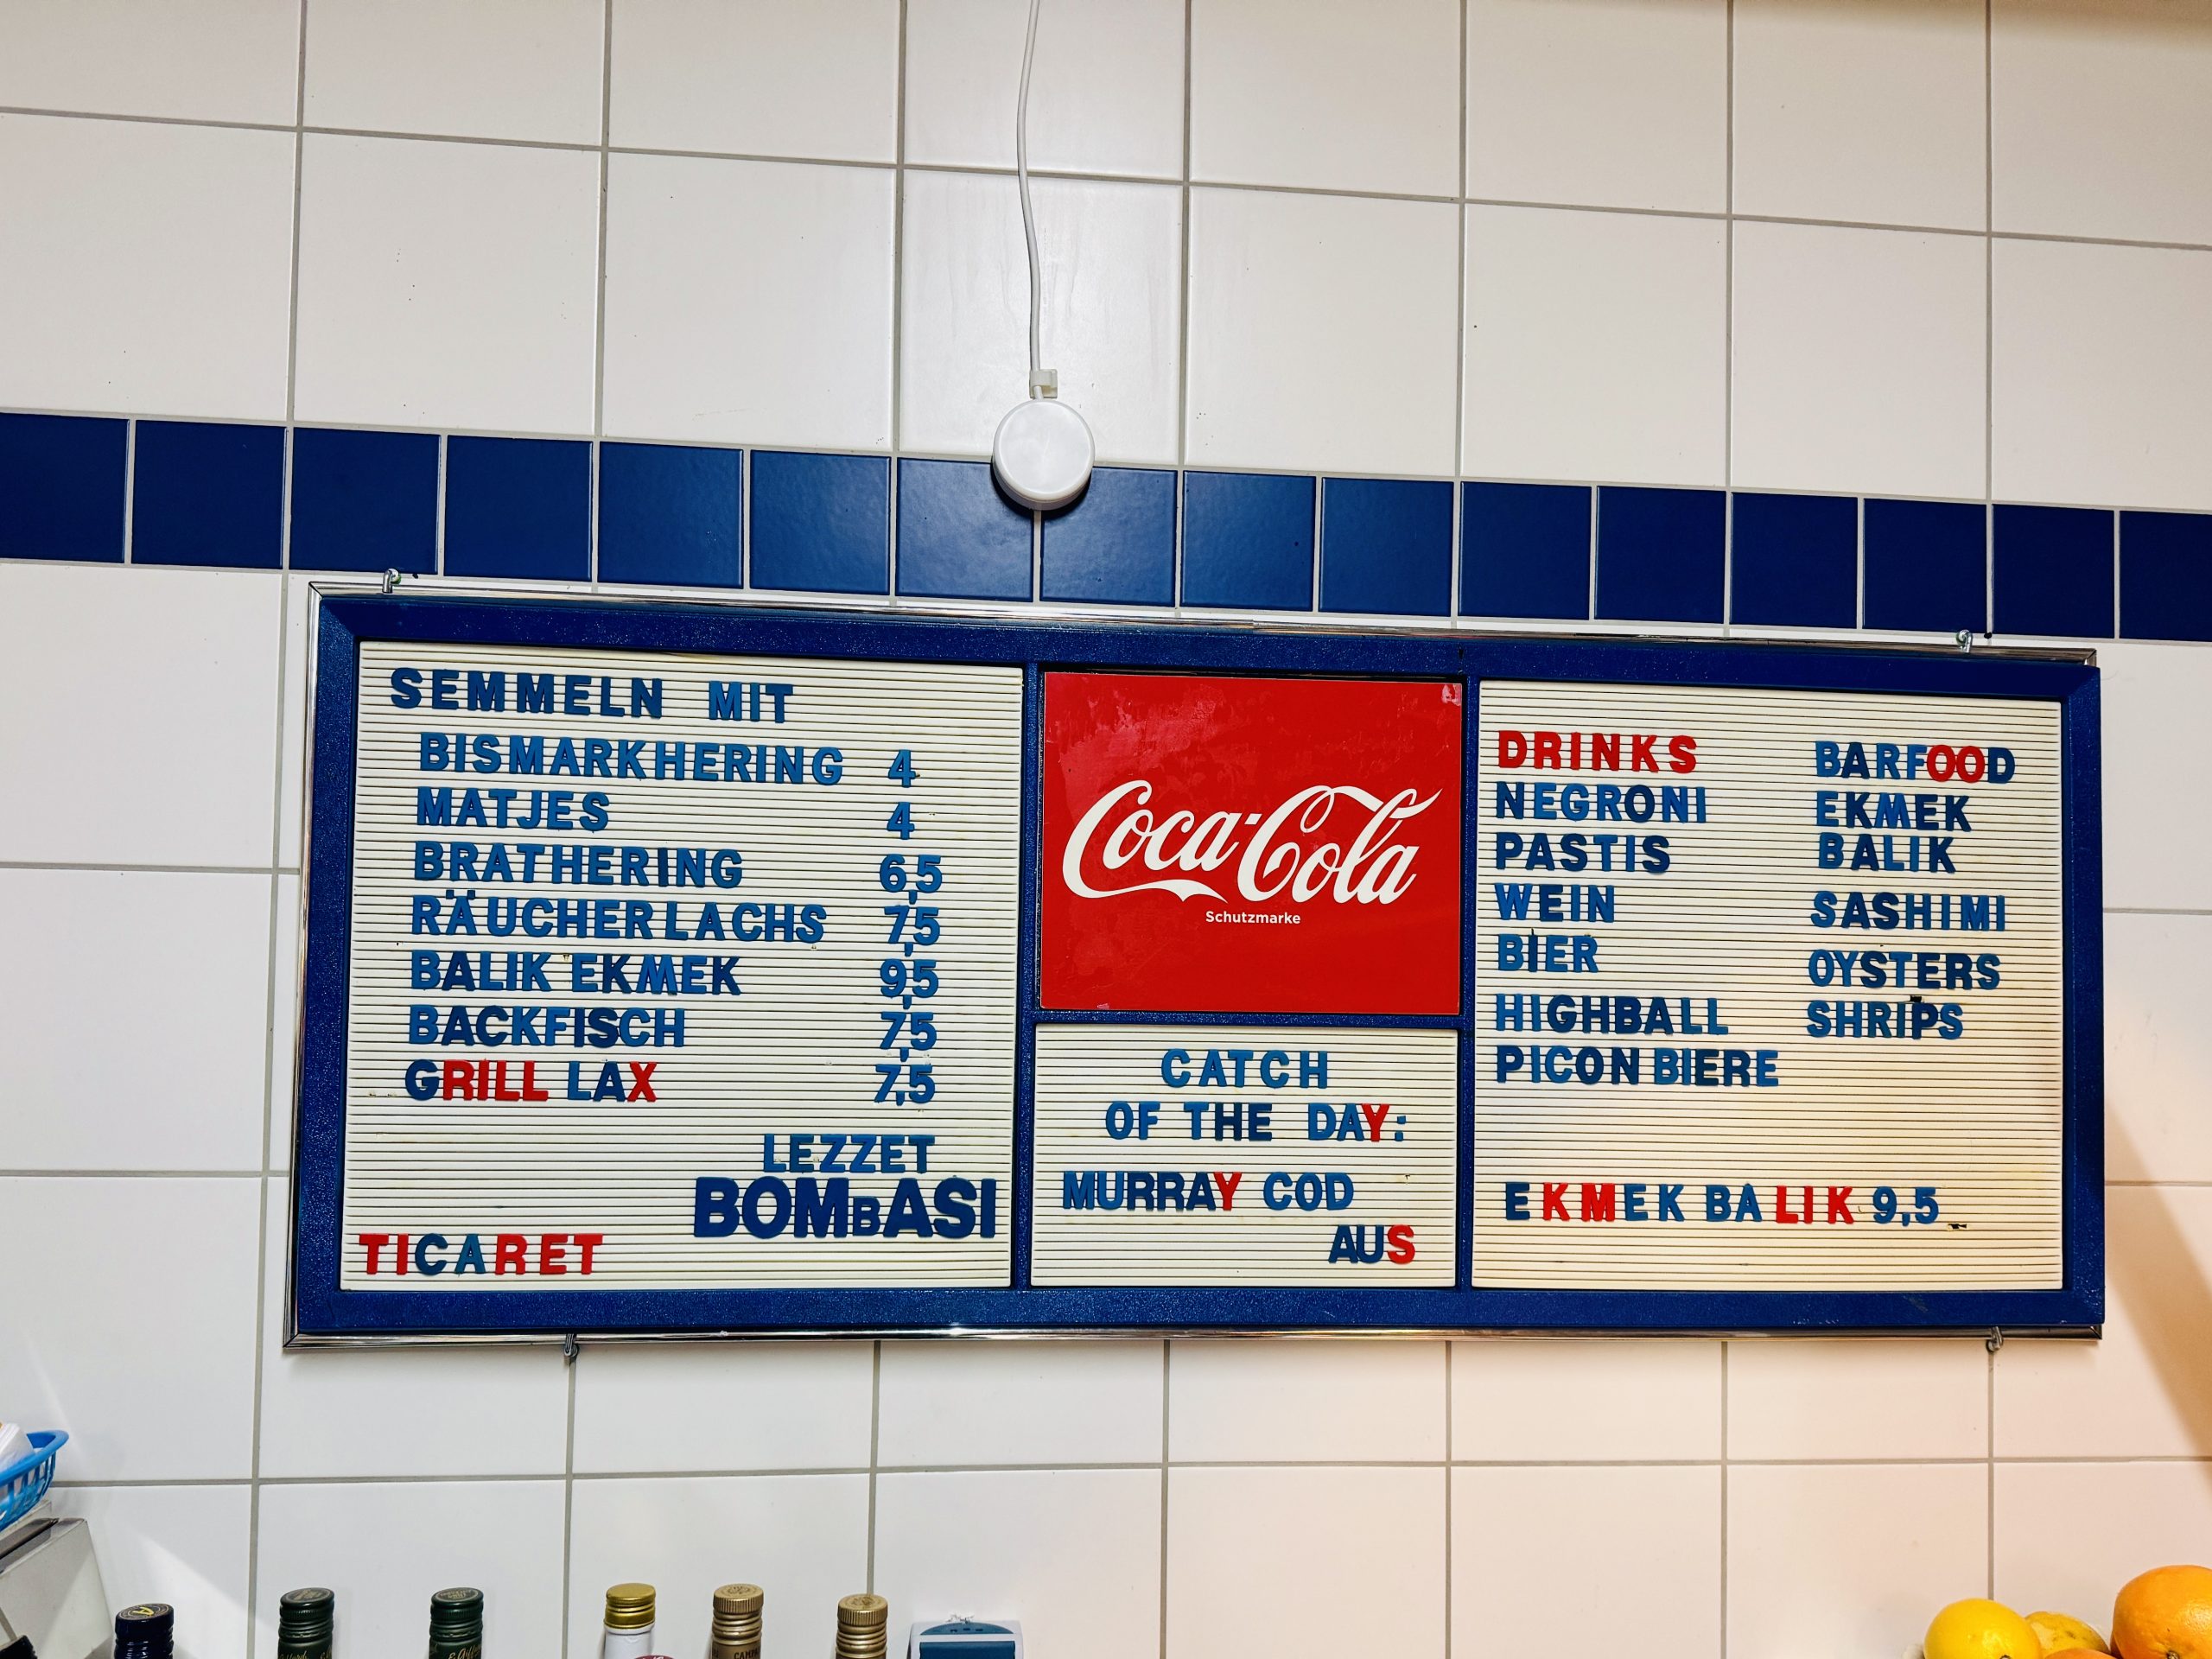 SEMMELN MIT
BISMARKHERING 4
MATJES 4
BRATHERING 6,5
RÄUCHERLACHS 7,5
BALIK EKMEK 9,5
BACKFISCH 7,5
GRILL LAX 7,5
LEZZET
BOMBASI
TICARET
Coca-Cola
Schutzmarke
CATCH
OF THE DAY:
MURRAY COD
AUS
DRINKS
NEGRONI
PASTIS
WEIN
BIER
HIGHBALL
PICON BIERE
BARFOOD
EKMEK
BALIK
SASHIMI
OYSTERS
SHRIPS
EKMEK BALIK 9,5